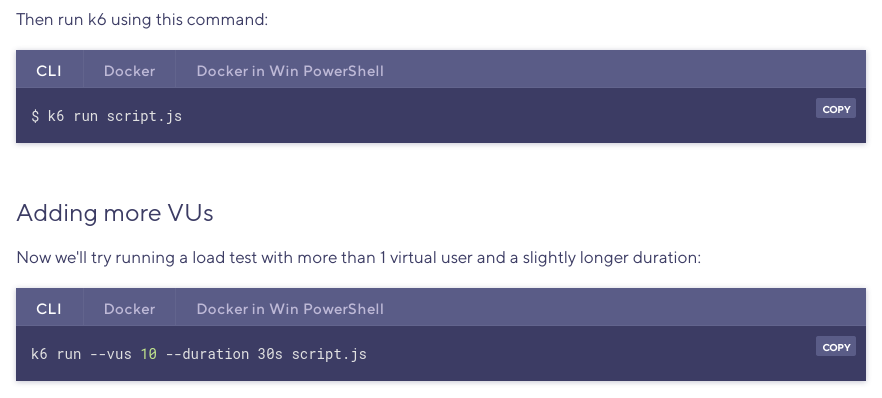 Then run k6 using this command:
CLI Docker Docker in Win PowerShell
$ k6 run script.js
COPY
Adding more VUs
Now we'll try running a load test with more than 1 virtual user and a slightly longer duration:
CLI Docker Docker in Win PowerShell
k6 run --vus 10 --duration 30s script.js
COPY